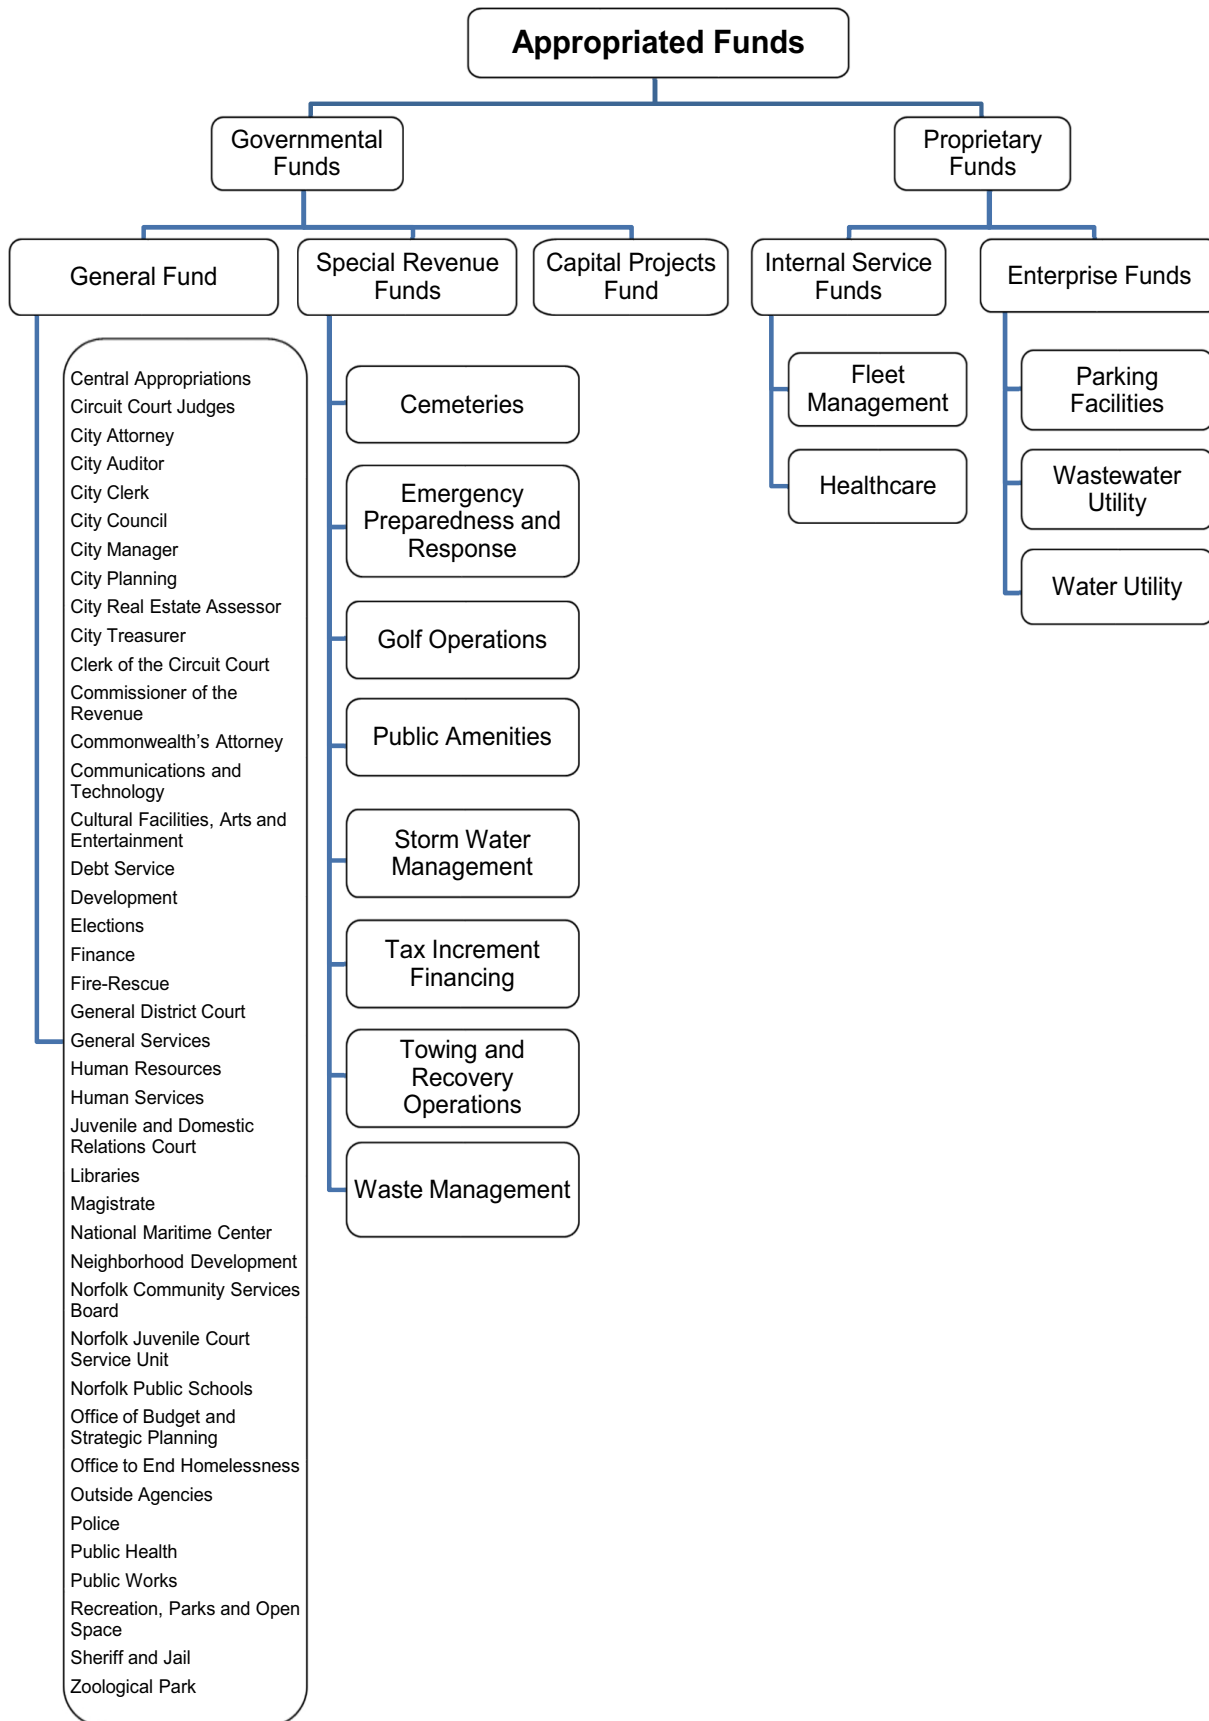 Appropriated Funds
Governmental
Funds
Proprietary
Funds
General Fund
Special Revenue
Funds
Capital Projects
Fund
Internal Service
Funds
Enterprise Funds
Central Appropriations
Circuit Court Judges
City Attorney
City Auditor
City Clerk
City Council
City Manager
City Planning
City Real Estate Assessor
City Treasurer
Clerk of the Circuit Court
Commissioner of the
Revenue
Commonwealth’s Attorney
Communications and
Technology
Cultural Facilities, Arts and
Entertainment
Debt Service
Development
Elections
Finance
Fire-Rescue
General District Court
General Services
Human Resources
Human Services
Juvenile and Domestic
Relations Court
Libraries
Magistrate
National Maritime Center
Neighborhood Development
Norfolk Community Services
Board
Norfolk Juvenile Court
Service Unit
Norfolk Public Schools
Office of Budget and
Strategic Planning
Office to End Homelessness
Outside Agencies
Police
Public Health
Public Works
Recreation, Parks and Open
Space
Sheriff and Jail
Zoological Park
Cemeteries
Emergency
Preparedness and
Response
Golf Operations
Public Amenities
Storm Water
Management
Tax Increment
Financing
Towing and
Recovery
Operations
Waste Management
Fleet
Management
Healthcare
Parking
Facilities
Wastewater
Utility
Water Utility